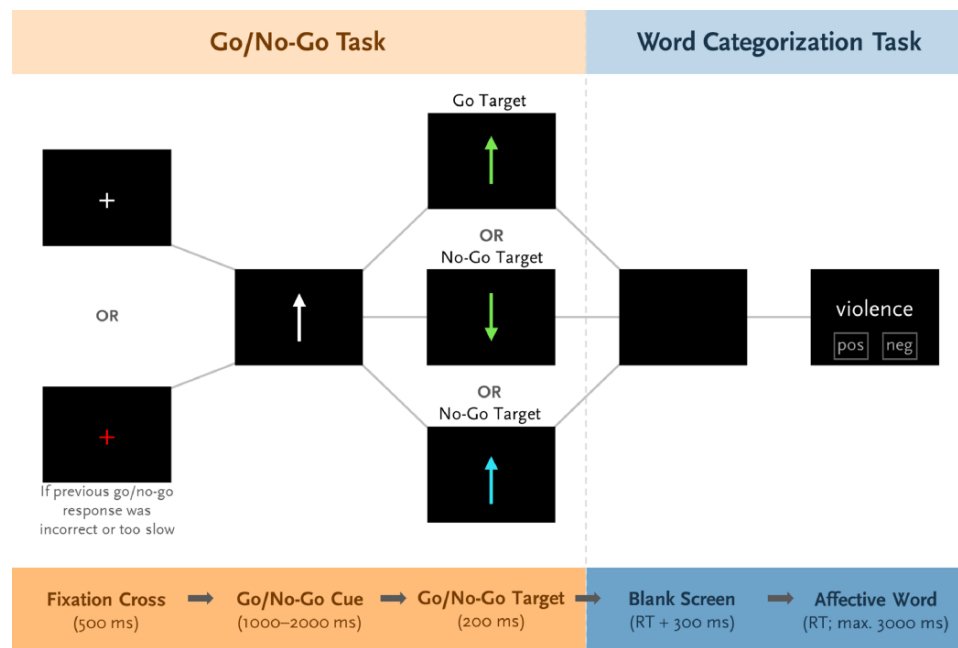 Go/No-Go Task
Word Categorization Task
Go Target
OR
No-Go Target
OR
violence
pos neg
OR
No-Go Target
If previous go/no-go
response was
incorrect or too slow
Fixation Cross
(500 ms)
Go/No-Go Cue
(1000–2000 ms)
Go/No-Go Target
(200 ms)
Blank Screen
(RT + 300 ms)
Affective Word
(RT; max. 3000 ms)